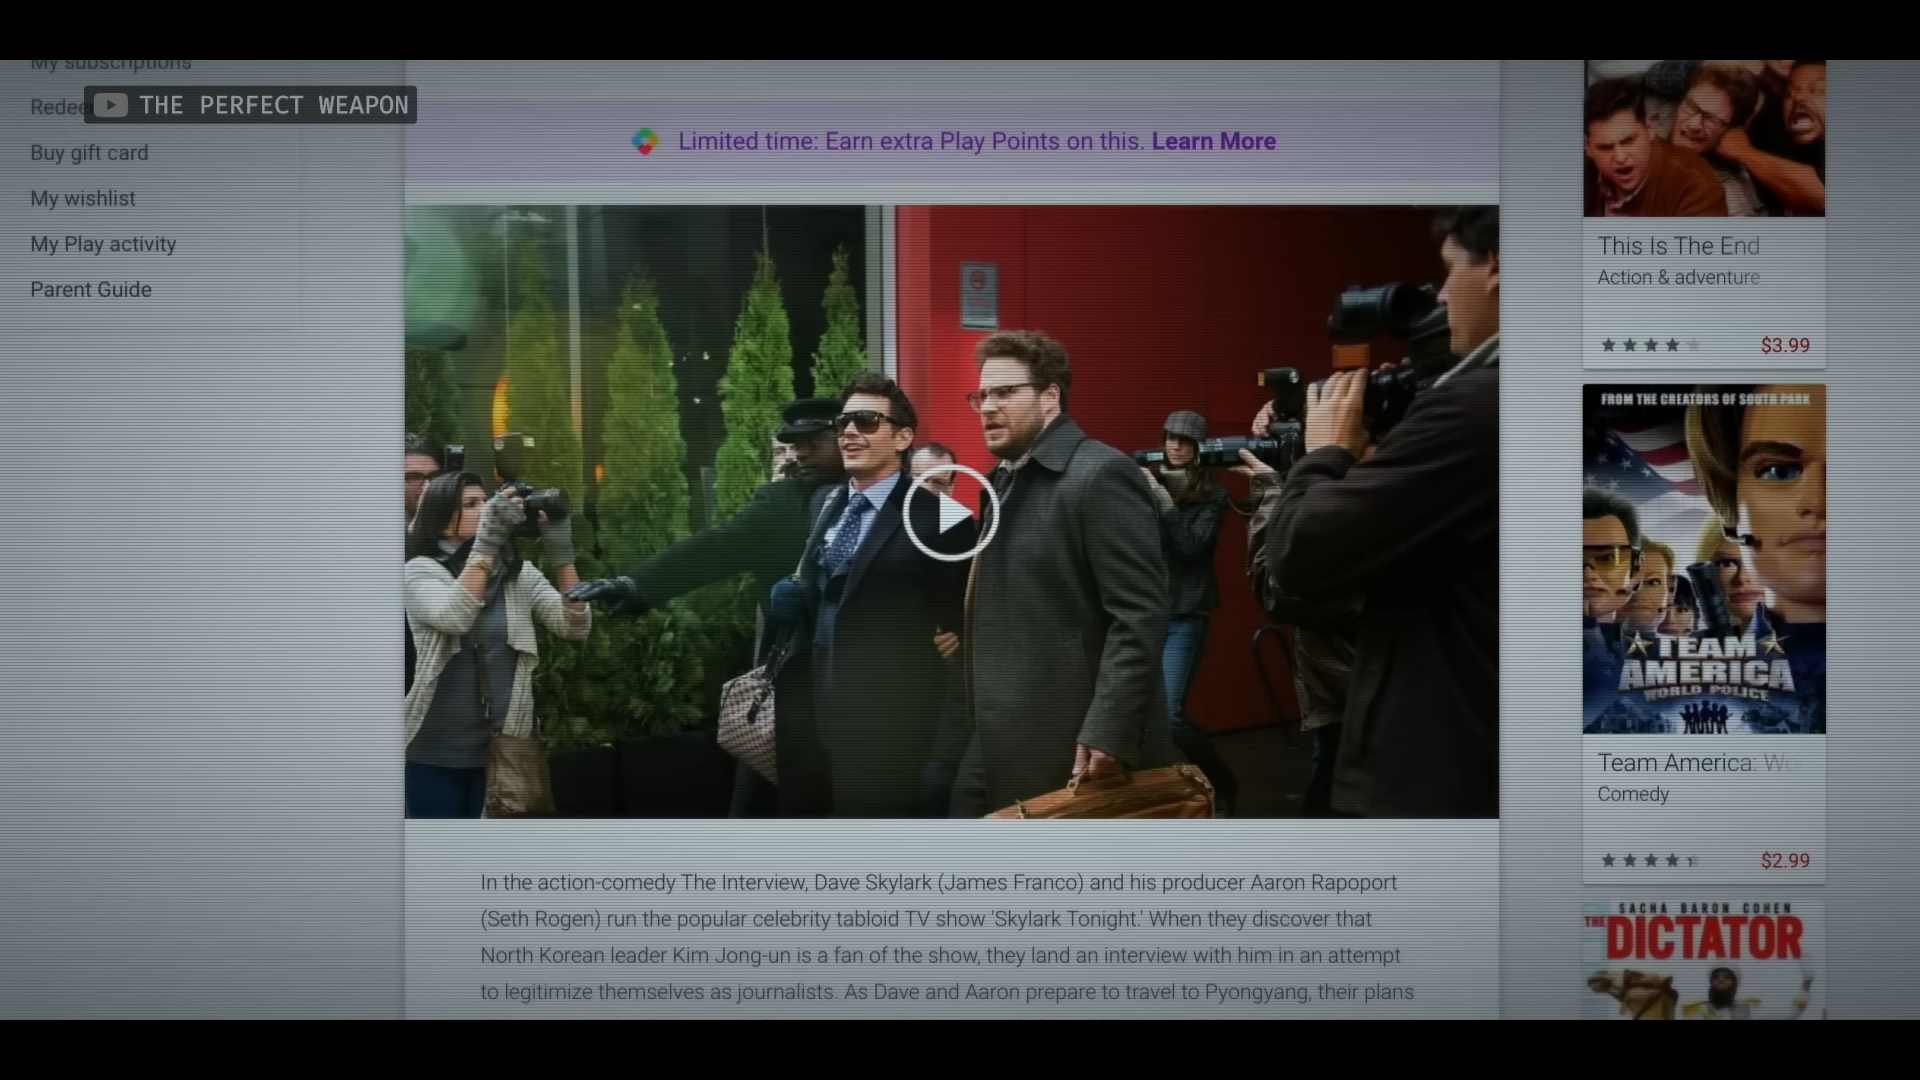 My subscriptions
THE PERFECT WEAPON
Buy gift card
My wishlist
My Play activity
Parent Guide
Limited time: Earn extra Play Points on this. Learn More
In the action-comedy The Interview, Dave Skylark (James Franco) and his producer Aaron Rapoport
(Seth Rogen) run the popular celebrity tabloid TV show 'Skylark Tonight.' When they discover that
North Korean leader Kim Jong-un is a fan of the show, they land an interview with him in an attempt
to legitimize themselves as journalists. As Dave and Aaron prepare to travel to Pyongyang, their plans
This Is The End
Action & adventure
$3.99
FROM THE CREATORS OF SOUTH PARK
TEAM
AMERICA
WORLD POLICE
Team America:
Comedy
$2.99
SACHA BARON COHEN
THE DICTATOR